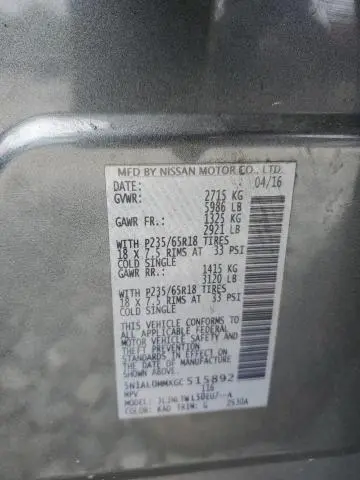 MFD BY NISSAN MOTOR CO., LTD.
DATE: 04/16
GVWR: 2715 KG
5986 LB
GAWR FR.: 1325 KG
2921 LB
WITH P235/65R18 TIRES
18 X 7.5 RIMS AT 33 PSI
COLD SINGLE
GAWR RR.: 1415 KG
3120 LB
WITH P235/65R18 TIRES
18 X 7.5 RIMS AT 33 PSI
COLD SINGLE
THIS VEHICLE CONFORMS TO
ALL APPLICABLE FEDERAL
MOTOR VEHICLE SAFETY AND
THEFT PREVENTION
STANDARDS IN EFFECT ON
THE DATE OF MANUFACTURE
SHOWN ABOVE.
5N1AL0MMXGC515892
MPV 116
MODEL:
COLOR: KAD TRIM: G